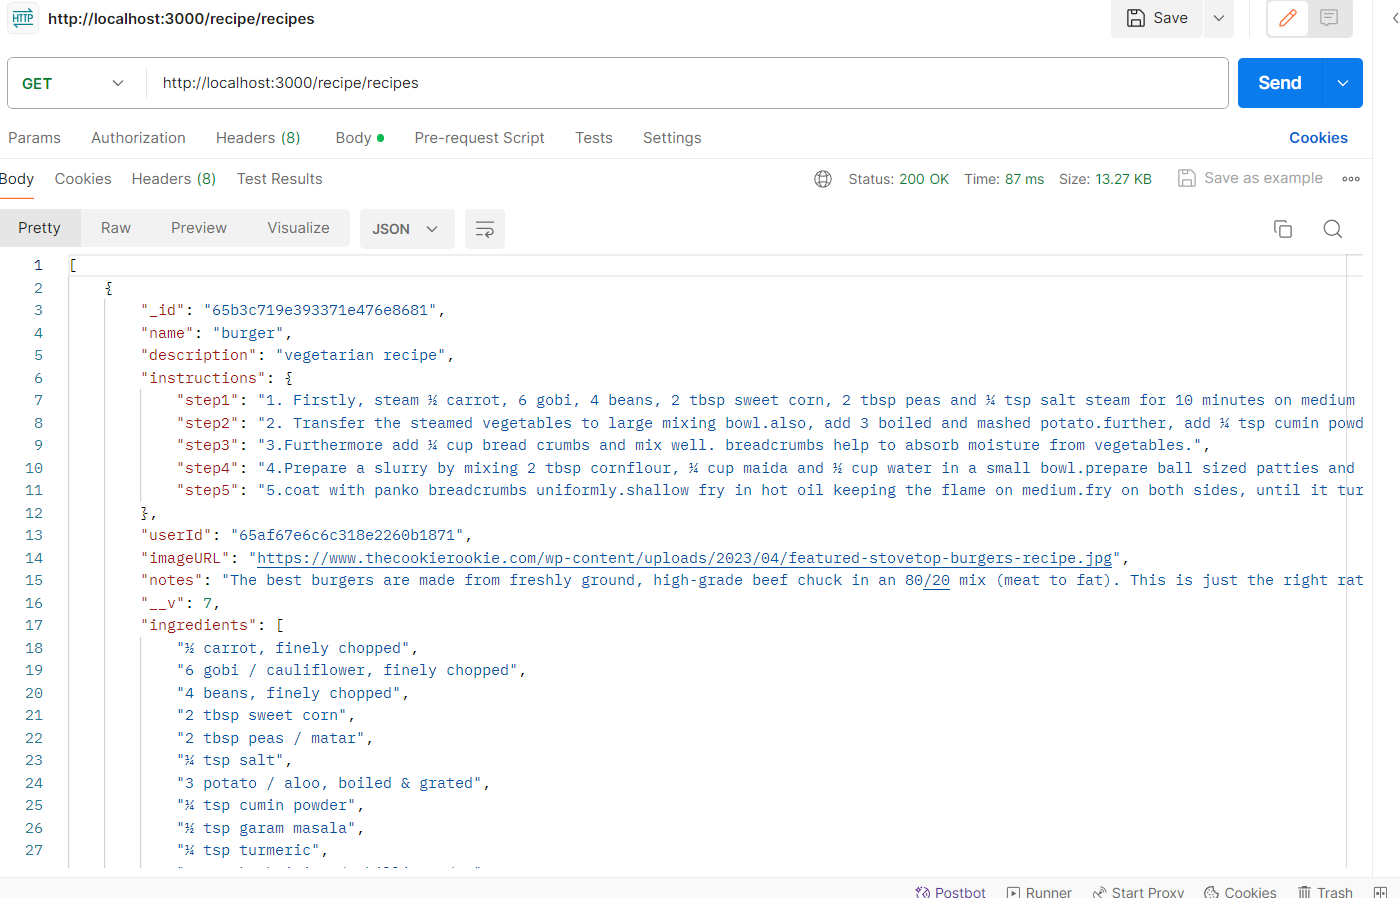 HTTP http://localhost:3000/recipe/recipes Save
GET http://localhost:3000/recipe/recipes Send
Params Authorization Headers (8) Body Pre-request Script Tests Settings Cookies
Body Cookies Headers (8) Test Results Status: 200 OK Time: 87 ms Size: 13.27 KB Save as example
Pretty Raw Preview Visualize JSON
1 [
2 {
3 "_id": "65b3c719e393371e476e8681",
4 "name": "burger",
5 "description": "vegetarian recipe",
6 "instructions": {
7 "step1": "1. Firstly, steam ½ carrot, 6 gobi, 4 beans, 2 tbsp sweet corn, 2 tbsp peas and ¼ tsp salt steam for 10 minutes on medium
8 "step2": "2. Transfer the steamed vegetables to large mixing bowl.also, add 3 boiled and mashed potato.further, add ¼ tsp cumin powd
9 "step3": "3.Furthermore add ¼ cup bread crumbs and mix well. breadcrumbs help to absorb moisture from vegetables.",
10 "step4": "4.Prepare a slurry by mixing 2 tbsp cornflour, ¼ cup maida and ½ cup water in a small bowl.prepare ball sized patties and
11 "step5": "5.coat with panko breadcrumbs uniformly.shallow fry in hot oil keeping the flame on medium.fry on both sides, until it tur
12 },
13 "userId": "65af67e6c6c318e2260b1871",
14 "imageURL": "https://www.thecookierookie.com/wp-content/uploads/2023/04/featured-stovetop-burgers-recipe.jpg",
15 "notes": "The best burgers are made from freshly ground, high-grade beef chuck in an 80/20 mix (meat to fat). This is just the right rat
16 "__v": 7,
17 "ingredients": [
18 "½ carrot, finely chopped",
19 "6 gobi / cauliflower, finely chopped",
20 "4 beans, finely chopped",
21 "2 tbsp sweet corn",
22 "2 tbsp peas / matar",
23 "¼ tsp salt",
24 "3 potato / aloo, boiled & grated",
25 "¼ tsp cumin powder",
26 "½ tsp garam masala",
27 "¼ tsp turmeric",
Postbot Runner Start Proxy Cookies Trash